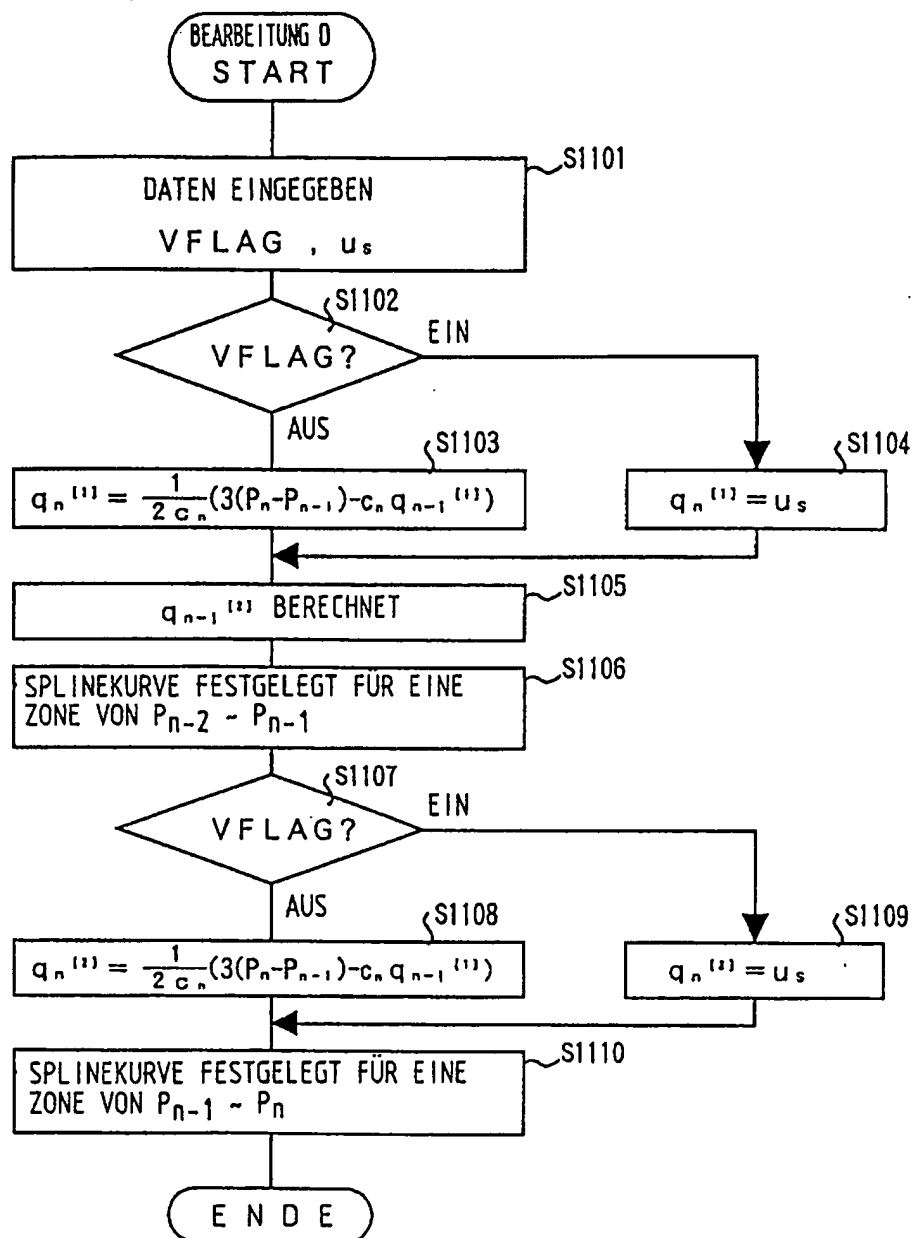 BEARBEITUNG D
START
S1101
DATEN EINGEGEBEN
VFLAG , us
S1102
VFLAG?
EIN
AUS
S1103
qn[1] = 1/2cn (3(Pn-Pn-1)-cn qn-1[1])
S1104
qn[1] = us
S1105
qn-1[2] BERECHNET
S1106
SPLINEKURVE FESTGELEGT FÜR EINE
ZONE VON Pn-2 ~ Pn-1
S1107
VFLAG?
EIN
AUS
S1108
qn[2] = 1/2cn (3(Pn-Pn-1)-cn qn-1[1])
S1109
qn[2] = us
S1110
SPLINEKURVE FESTGELEGT FÜR EINE
ZONE VON Pn-1 ~ Pn
ENDE